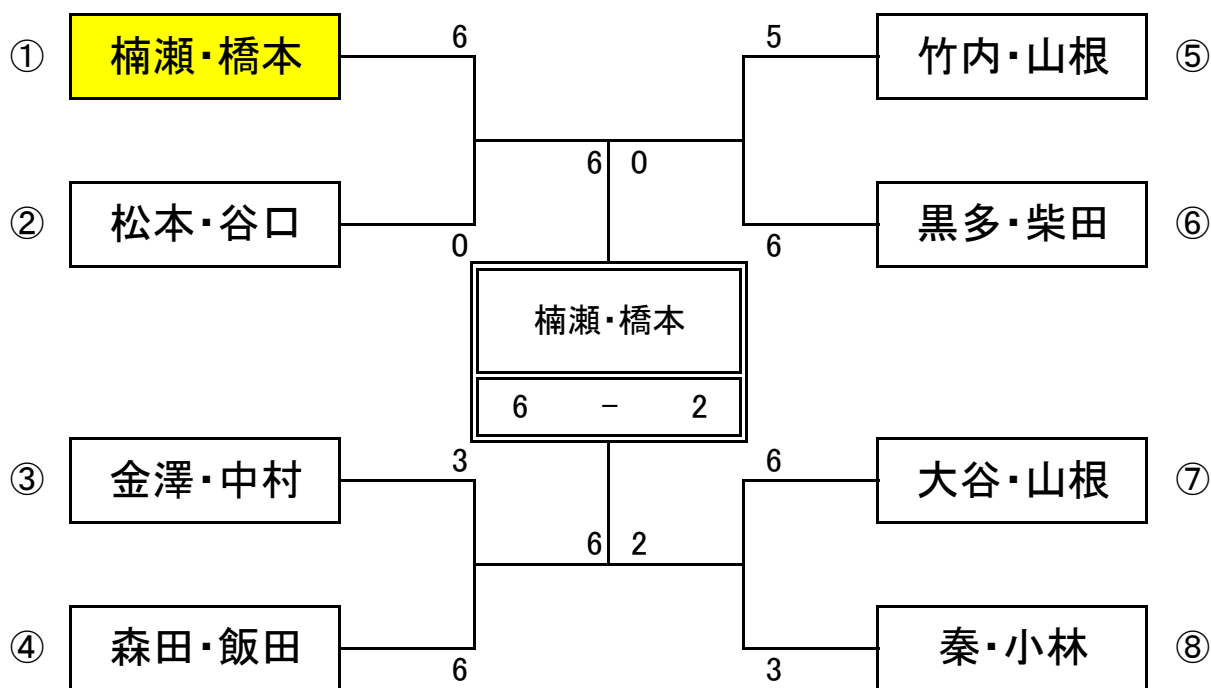 6 5
① 楠瀬・橋本 竹内・山根 ⑤
6 0
② 松本・谷口 黒多・柴田 ⑥
0 6
楠瀬・橋本
6 － 2
3 6
③ 金澤・中村 大谷・山根 ⑦
6 2
④ 森田・飯田 秦・小林 ⑧
6 3